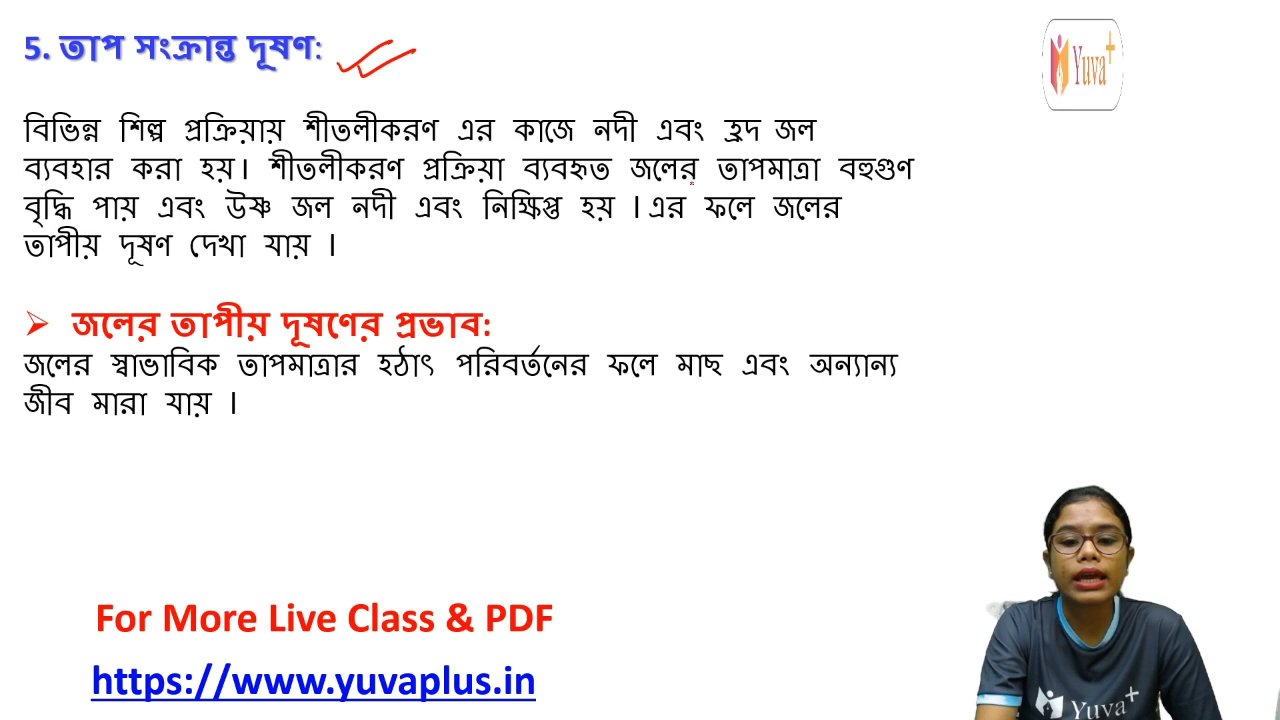 5. তাপ সংক্রান্ত দূষণ:
Yuva+
বিভিন্ন শিল্প প্রক্রিয়ায় শীতলীকরণ এর কাজে নদী এবং হ্রদ জল
ব্যবহার করা হয়। শীতলীকরণ প্রক্রিয়া ব্যবহৃত জলের তাপমাত্রা বহুগুণ
বৃদ্ধি পায় এবং উষ্ণ জল নদী এবং নিক্ষিপ্ত হয় । এর ফলে জলের
তাপীয় দূষণ দেখা যায় ।
➢ জলের তাপীয় দূষণের প্রভাব:
জলের স্বাভাবিক তাপমাত্রার হঠাৎ পরিবর্তনের ফলে মাছ এবং অন্যান্য
জীব মারা যায় ।
For More Live Class & PDF
https://www.yuvaplus.in
Yuva+